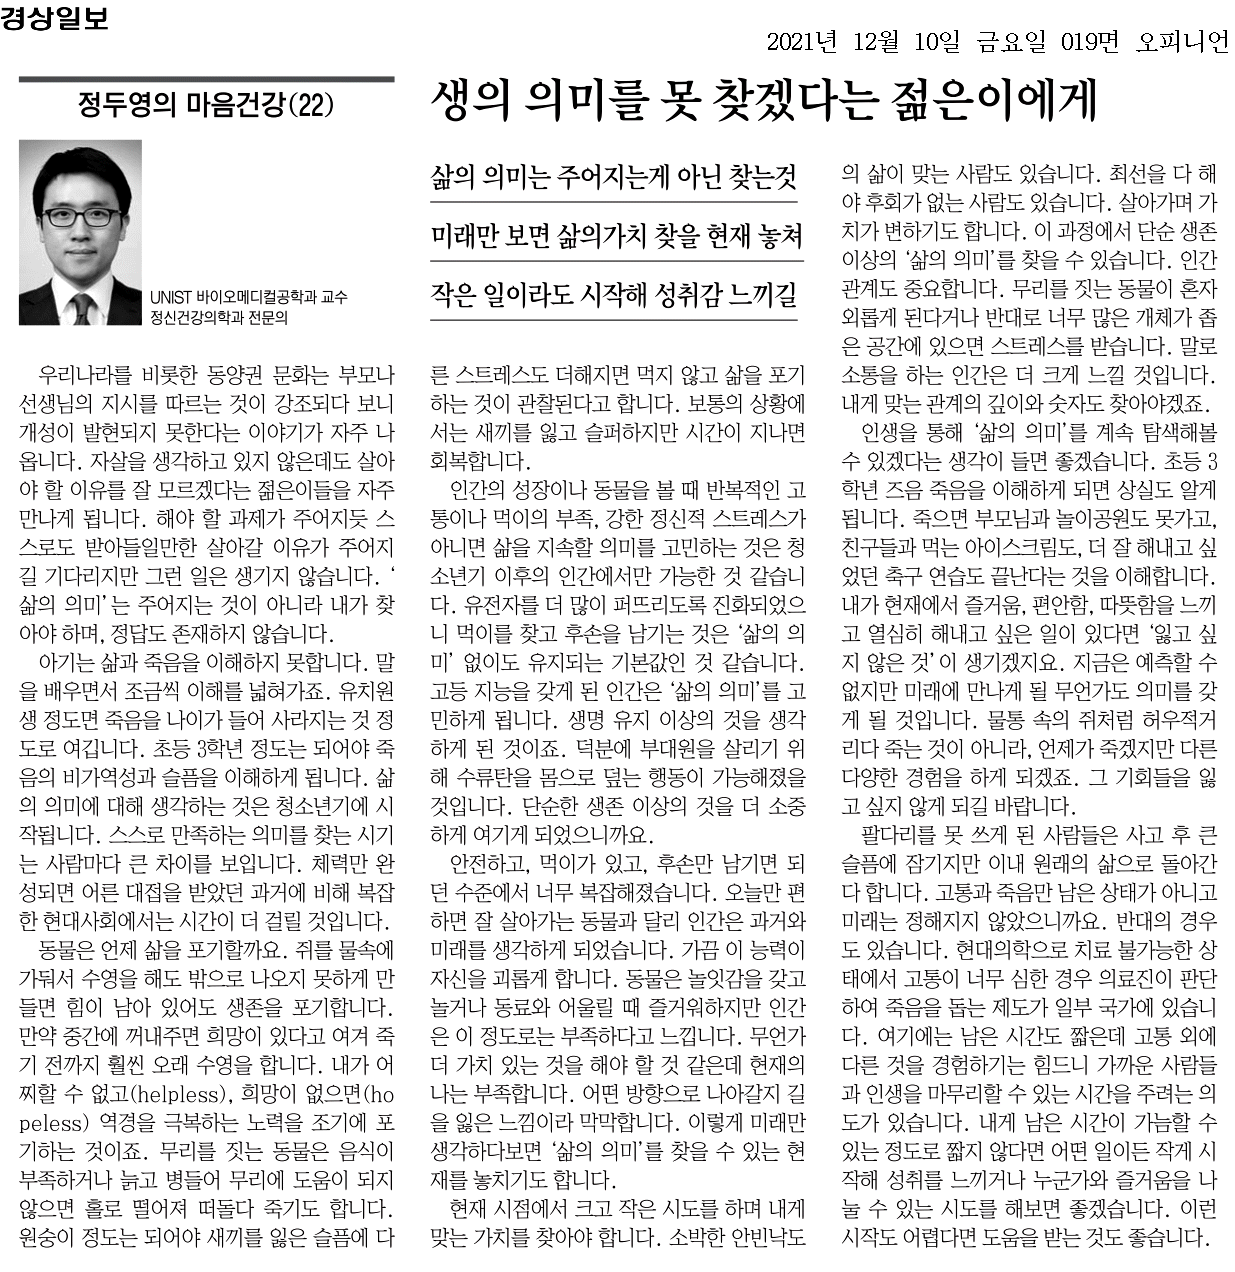 경상일보
2021년 12월 10일 금요일 019면 오피니언
정두영의 마음건강(22)
UNIST 바이오메디컬공학과 교수
정신건강의학과 전문의
생의 의미를 못 찾겠다는 젊은이에게
삶의 의미는 주어지는게 아닌 찾는것
미래만 보면 삶의가치 찾을 현재 놓쳐
작은 일이라도 시작해 성취감 느끼길
우리나라를 비롯한 동양권 문화는 부모나
선생님의 지시를 따르는 것이 강조되다 보니
개성이 발현되지 못한다는 이야기가 자주 나
옵니다. 자살을 생각하고 있지 않은데도 살아
야 할 이유를 잘 모르겠다는 젊은이들을 자주
만나게 됩니다. 해야 할 과제가 주어지듯 스
스로도 받아들일만한 살아갈 이유가 주어지
길 기다리지만 그런 일은 생기지 않습니다. ‘
삶의 의미’는 주어지는 것이 아니라 내가 찾
아야 하며, 정답도 존재하지 않습니다.
아기는 삶과 죽음을 이해하지 못합니다. 말
을 배우면서 조금씩 이해를 넓혀가죠. 유치원
생 정도면 죽음을 나이가 들어 사라지는 것 정
도로 여깁니다. 초등 3학년 정도는 되어야 죽
음의 비가역성과 슬픔을 이해하게 됩니다. 삶
의 의미에 대해 생각하는 것은 청소년기에 시
작됩니다. 스스로 만족하는 의미를 찾는 시기
는 사람마다 큰 차이를 보입니다. 체력만 완
성되면 어른 대접을 받았던 과거에 비해 복잡
한 현대사회에서는 시간이 더 걸릴 것입니다.
동물은 언제 삶을 포기할까요. 쥐를 물속에
가둬서 수영을 해도 밖으로 나오지 못하게 만
들면 힘이 남아 있어도 생존을 포기합니다.
만약 중간에 꺼내주면 희망이 있다고 여겨 죽
기 전까지 훨씬 오래 수영을 합니다. 내가 어
찌할 수 없고(helpless), 희망이 없으면(ho
peless) 역경을 극복하는 노력을 조기에 포
기하는 것이죠. 무리를 짓는 동물은 음식이
부족하거나 늙고 병들어 무리에 도움이 되지
않으면 홀로 떨어져 떠돌다 죽기도 합니다.
원숭이 정도는 되어야 새끼를 잃은 슬픔에 다
른 스트레스도 더해지면 먹지 않고 삶을 포기
하는 것이 관찰된다고 합니다. 보통의 상황에
서는 새끼를 잃고 슬퍼하지만 시간이 지나면
회복합니다.
인간의 성장이나 동물을 볼 때 반복적인 고
통이나 먹이의 부족, 강한 정신적 스트레스가
아니면 삶을 지속할 의미를 고민하는 것은 청
소년기 이후의 인간에서만 가능한 것 같습니
다. 유전자를 더 많이 퍼뜨리도록 진화되었으
니 먹이를 찾고 후손을 남기는 것은 ‘삶의 의
미’ 없이도 유지되는 기본값인 것 같습니다.
고등 지능을 갖게 된 인간은 ‘삶의 의미’를 고
민하게 됩니다. 생명 유지 이상의 것을 생각
하게 된 것이죠. 덕분에 부대원을 살리기 위
해 수류탄을 몸으로 덮는 행동이 가능해졌을
것입니다. 단순한 생존 이상의 것을 더 소중
하게 여기게 되었으니까요.
안전하고, 먹이가 있고, 후손만 남기면 되
던 수준에서 너무 복잡해졌습니다. 오늘만 편
하면 잘 살아가는 동물과 달리 인간은 과거와
미래를 생각하게 되었습니다. 가끔 이 능력이
자신을 괴롭게 합니다. 동물은 놀잇감을 갖고
놀거나 동료와 어울릴 때 즐거워하지만 인간
은 이 정도로는 부족하다고 느낍니다. 무언가
더 가치 있는 것을 해야 할 것 같은데 현재의
나는 부족합니다. 어떤 방향으로 나아갈지 길
을 잃은 느낌이라 막막합니다. 이렇게 미래만
생각하다보면 ‘삶의 의미’를 찾을 수 있는 현
재를 놓치기도 합니다.
현재 시점에서 크고 작은 시도를 하며 내게
맞는 가치를 찾아야 합니다. 소박한 안빈낙도
의 삶이 맞는 사람도 있습니다. 최선을 다 해
야 후회가 없는 사람도 있습니다. 살아가며 가
치가 변하기도 합니다. 이 과정에서 단순 생존
이상의 ‘삶의 의미’를 찾을 수 있습니다. 인간
관계도 중요합니다. 무리를 짓는 동물이 혼자
외롭게 된다거나 반대로 너무 많은 개체가 좁
은 공간에 있으면 스트레스를 받습니다. 말로
소통을 하는 인간은 더 크게 느낄 것입니다.
내게 맞는 관계의 깊이와 숫자도 찾아야겠죠.
인생을 통해 ‘삶의 의미’를 계속 탐색해볼
수 있겠다는 생각이 들면 좋겠습니다. 초등 3
학년 즈음 죽음을 이해하게 되면 상실도 알게
됩니다. 죽으면 부모님과 놀이공원도 못가고,
친구들과 먹는 아이스크림도, 더 잘 해내고 싶
었던 축구 연습도 끝난다는 것을 이해합니다.
내가 현재에서 즐거움, 편안함, 따뜻함을 느끼
고 열심히 해내고 싶은 일이 있다면 ‘잃고 싶
지 않은 것’이 생기겠지요. 지금은 예측할 수
없지만 미래에 만나게 될 무언가도 의미를 갖
게 될 것입니다. 물통 속의 쥐처럼 허우적거
리다 죽는 것이 아니라, 언제가 죽겠지만 다른
다양한 경험을 하게 되겠죠. 그 기회들을 잃
고 싶지 않게 되길 바랍니다.
팔다리를 못 쓰게 된 사람들은 사고 후 큰
슬픔에 잠기지만 이내 원래의 삶으로 돌아간
다 합니다. 고통과 죽음만 남은 상태가 아니고
미래는 정해지지 않았으니까요. 반대의 경우
도 있습니다. 현대의학으로 치료 불가능한 상
태에서 고통이 너무 심한 경우 의료진이 판단
하여 죽음을 돕는 제도가 일부 국가에 있습니
다. 여기에는 남은 시간도 짧은데 고통 외에
다른 것을 경험하기는 힘드니 가까운 사람들
과 인생을 마무리할 수 있는 시간을 주려는 의
도가 있습니다. 내게 남은 시간이 가늠할 수
있는 정도로 짧지 않다면 어떤 일이든 작게 시
작해 성취를 느끼거나 누군가와 즐거움을 나
눌 수 있는 시도를 해보면 좋겠습니다. 이런
시작도 어렵다면 도움을 받는 것도 좋습니다.